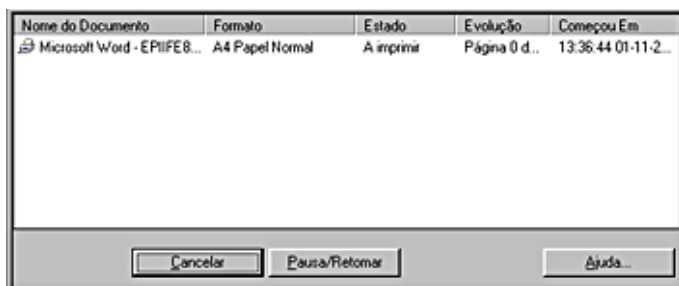 Nome do Documento Formato Estado Evolução Começou Em
Microsoft Word - EPIIFE8... A4 Papel Normal A imprimir Página 0 d... 13:36:44 01-11-2...
Cancelar Pausa/Retomar Ajuda...